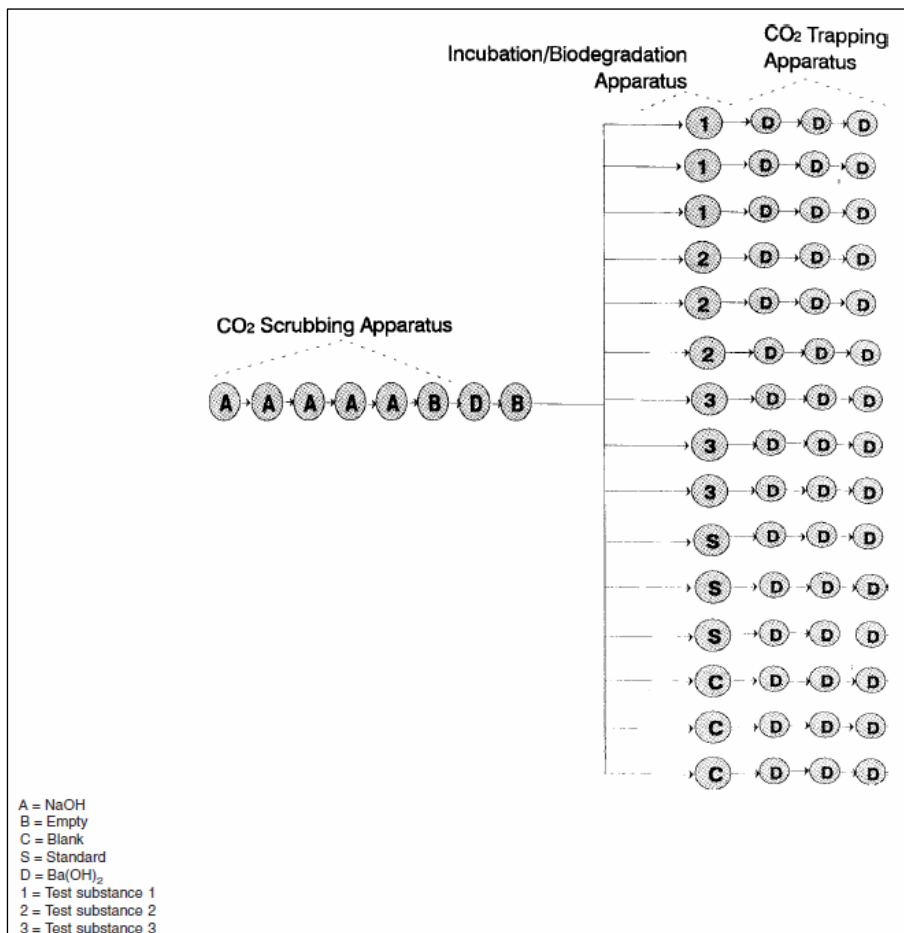 CO2 Trapping
Apparatus
Incubation/Biodegradation
Apparatus
1 D D D
1 D D D
1 D D D
2 D D D
2 D D D
2 D D D
CO2 Scrubbing Apparatus
A A A A A B D B
3 D D D
3 D D D
3 D D D
S D D D
S D D D
S D D D
C D D D
C D D D
C D D D
A = NaOH
B = Empty
C = Blank
S = Standard
D = Ba(OH)2
1 = Test substance 1
2 = Test substance 2
3 = Test substance 3